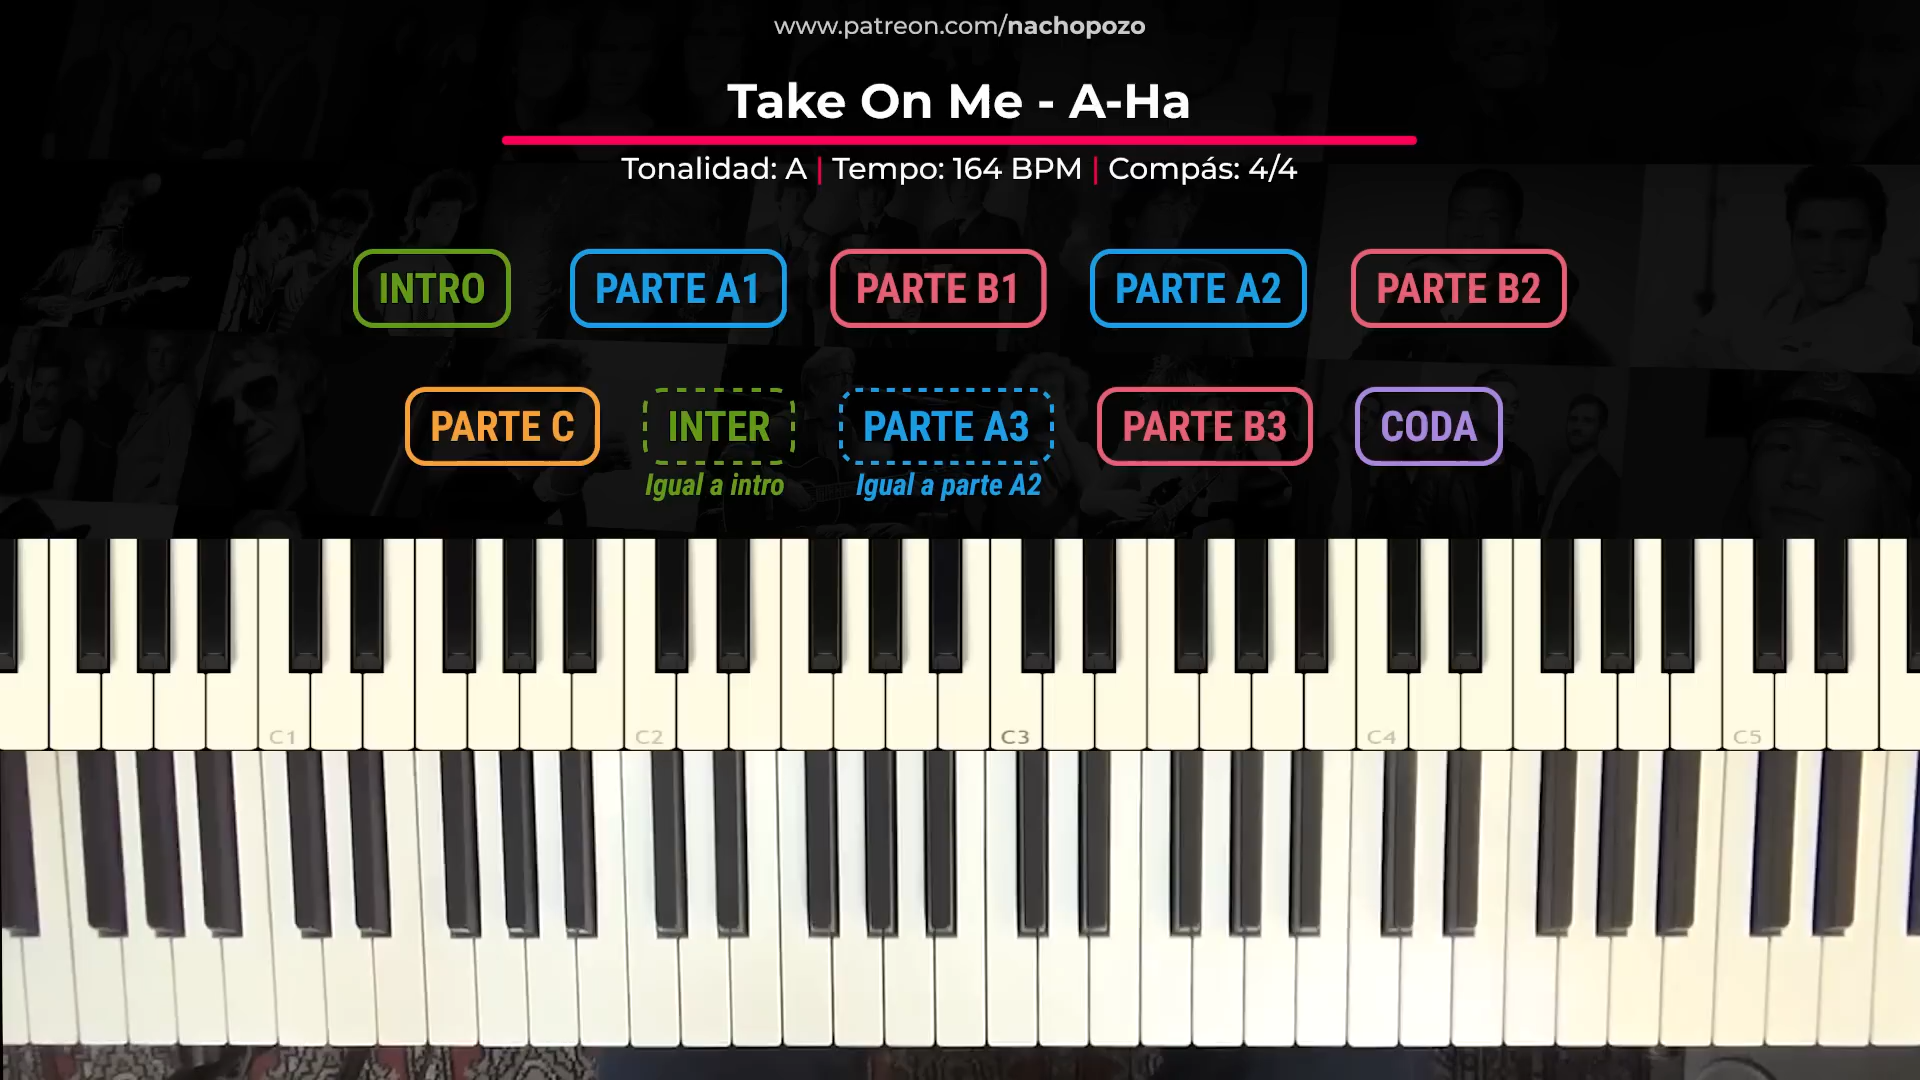 www.patreon.com/nachopozo
Take On Me - A-Ha
Tonalidad: A | Tempo: 164 BPM | Compás: 4/4
INTRO PARTE A1 PARTE B1 PARTE A2 PARTE B2
PARTE C INTER PARTE A3 PARTE B3 CODA
Igual a intro Igual a parte A2
C1 C2 C3 C4 C5